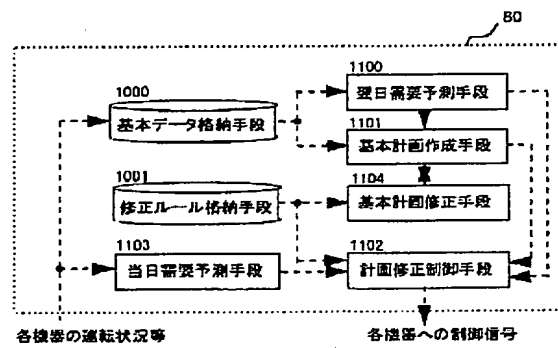 80
1000
基本データ格納手段
1100
翌日需要予測手段
1101
基本計画作成手段
1001
修正ルール格納手段
1104
基本計画修正手段
1103
当日需要予測手段
1102
計画修正制御手段
各機器の運転状況等
各機器への制御信号